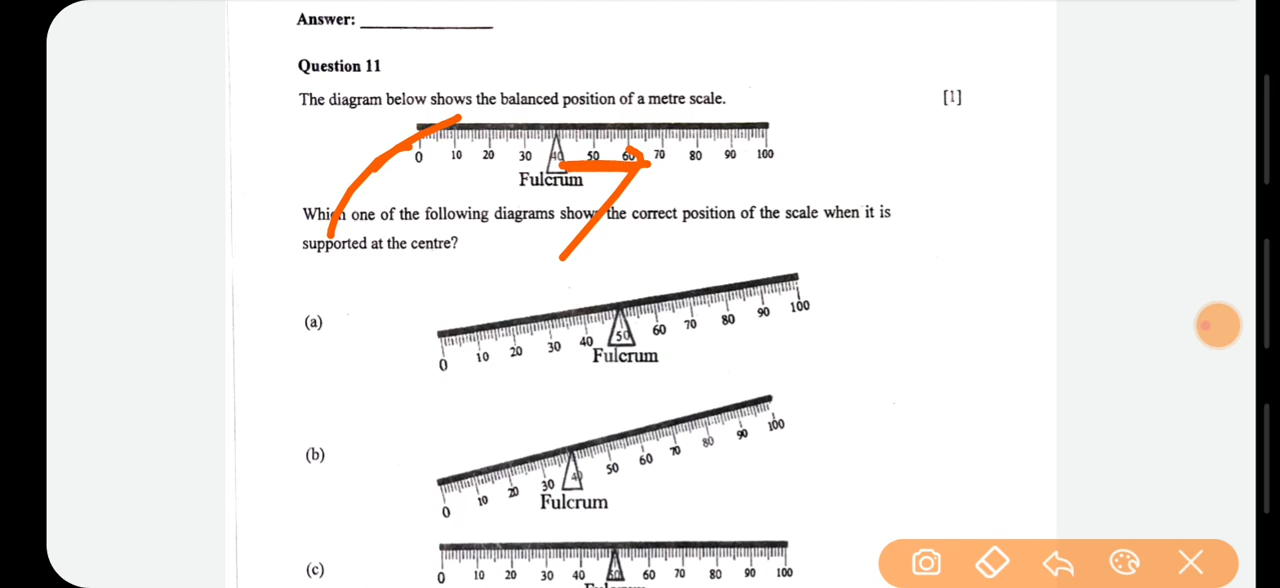 Answer:
Question 11
The diagram below shows the balanced position of a metre scale. [1]
0 10 20 30 40 50 60 70 80 90 100
Fulcrum
Which one of the following diagrams shows the correct position of the scale when it is
supported at the centre?
(a)
0 10 20 30 40 50 60 70 80 90 100
Fulcrum
(b)
0 10 20 30 40 50 60 70 80 90 100
Fulcrum
(c)
0 10 20 30 40 50 60 70 80 90 100